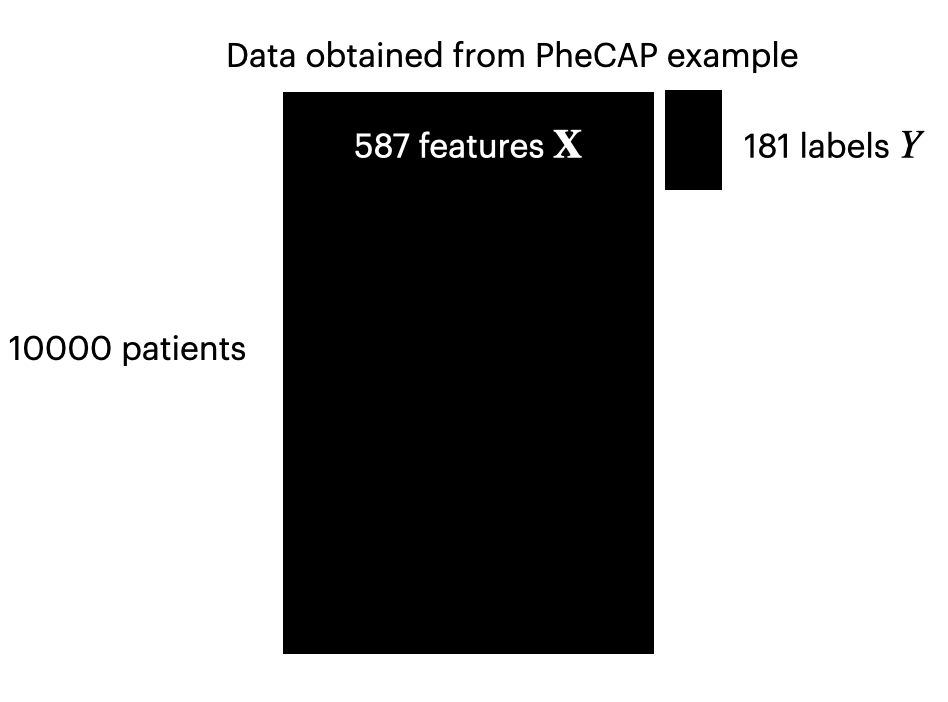 Data obtained from PheCAP example
587 features X
181 labels Y
10000 patients